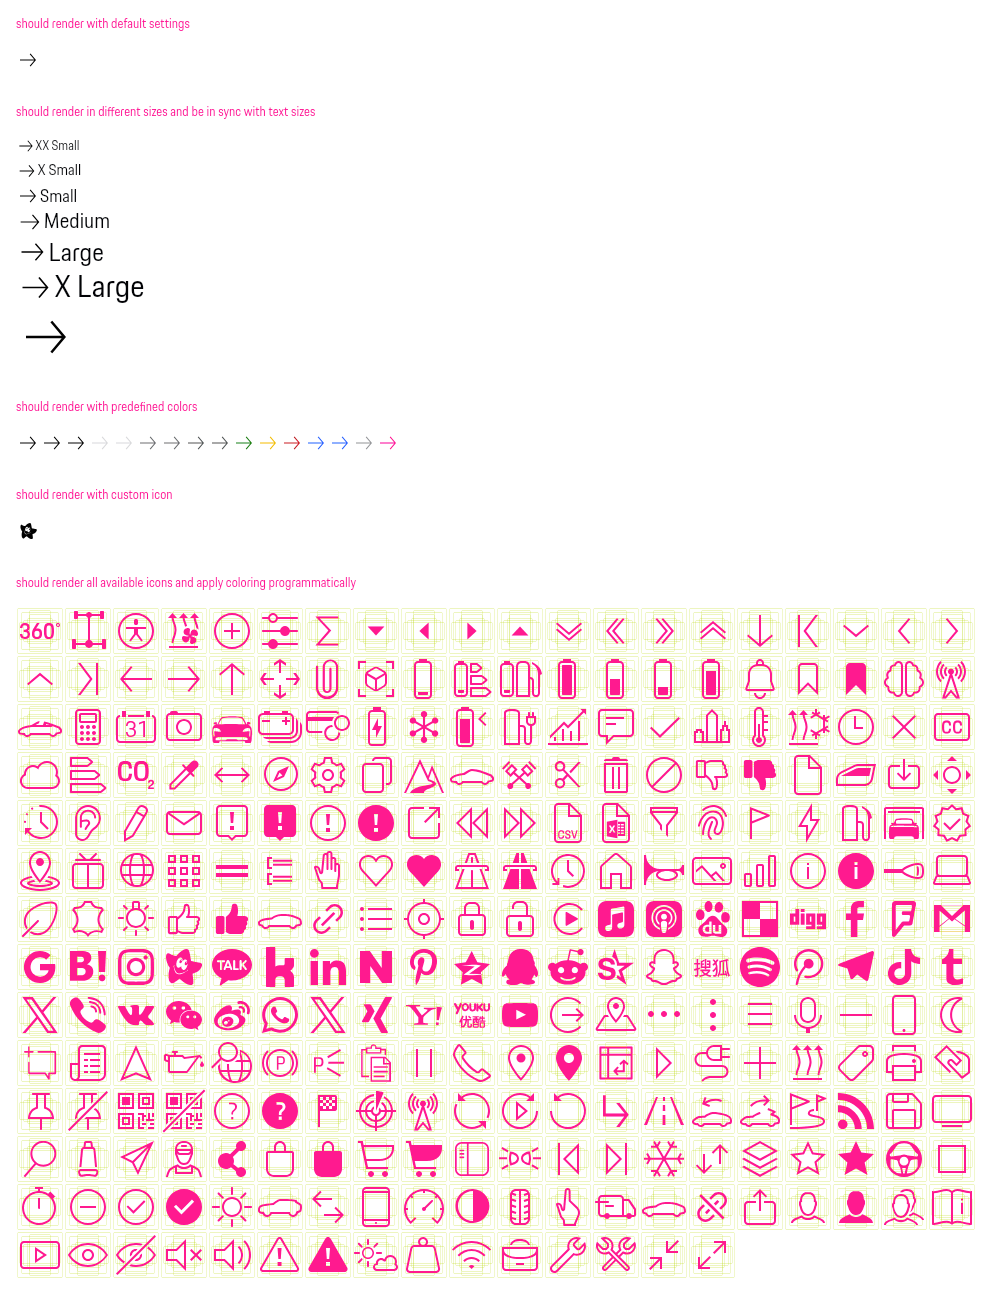 should render with default settings
should render in different sizes and be in sync with text sizes
XX Small
X Small
Small
Medium
Large
X Large
should render with predefined colors
should render with custom icon
should render all available icons and apply coloring programmatically
360°
31
CC
CO2
CSV
X
du
digg
B!
TALK
in
N
搜狐
Y!
YOUKU
优酷
P
P
?
?
i
i
i